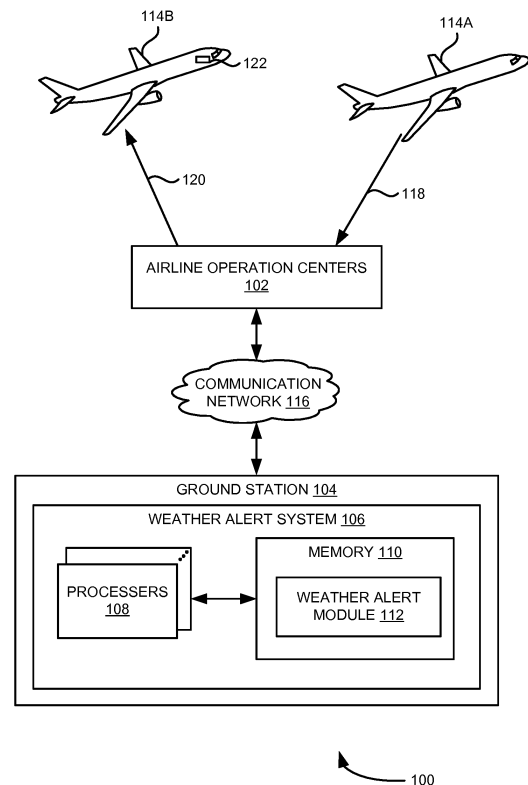 114B
122
114A
120
118
AIRLINE OPERATION CENTERS
102
COMMUNICATION
NETWORK 116
GROUND STATION 104
WEATHER ALERT SYSTEM 106
MEMORY 110
PROCESSERS
108
WEATHER ALERT
MODULE 112
100